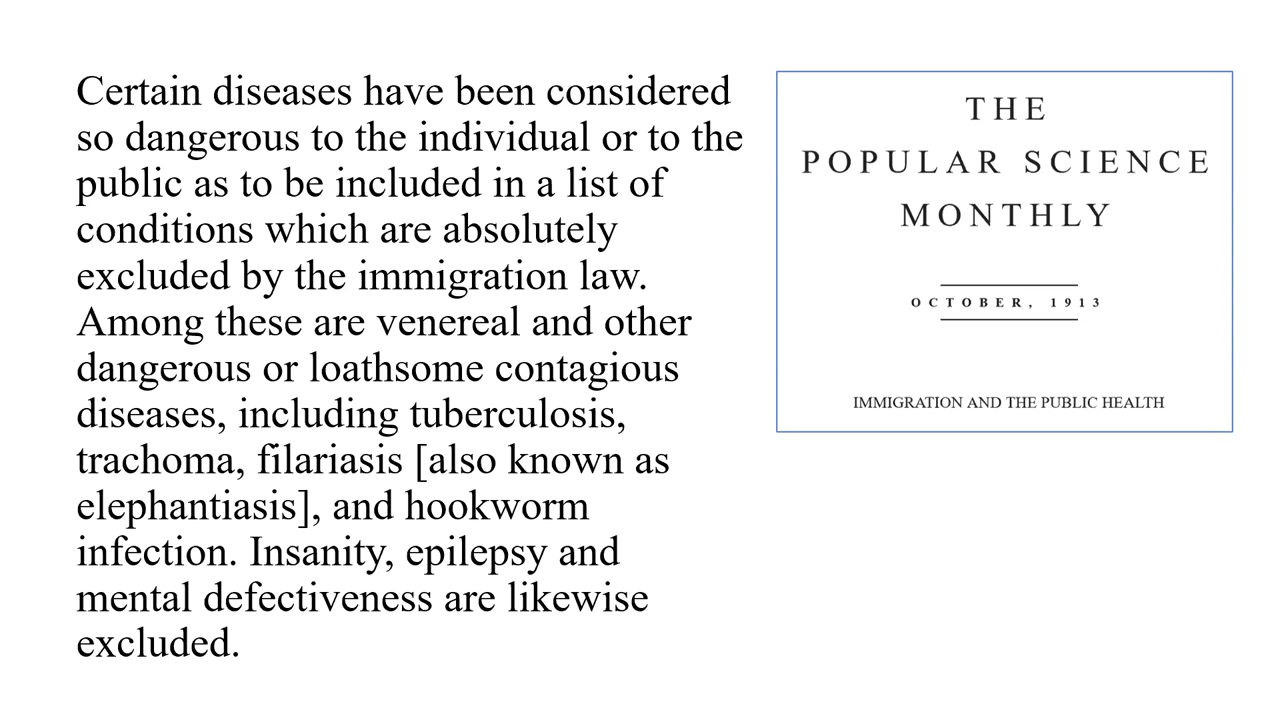 Certain diseases have been considered
so dangerous to the individual or to the
public as to be included in a list of
conditions which are absolutely
excluded by the immigration law.
Among these are venereal and other
dangerous or loathsome contagious
diseases, including tuberculosis,
trachoma, filariasis [also known as
elephantiasis], and hookworm
infection. Insanity, epilepsy and
mental defectiveness are likewise
excluded.
THE
POPULAR SCIENCE
MONTHLY
OCTOBER, 1913
IMMIGRATION AND THE PUBLIC HEALTH